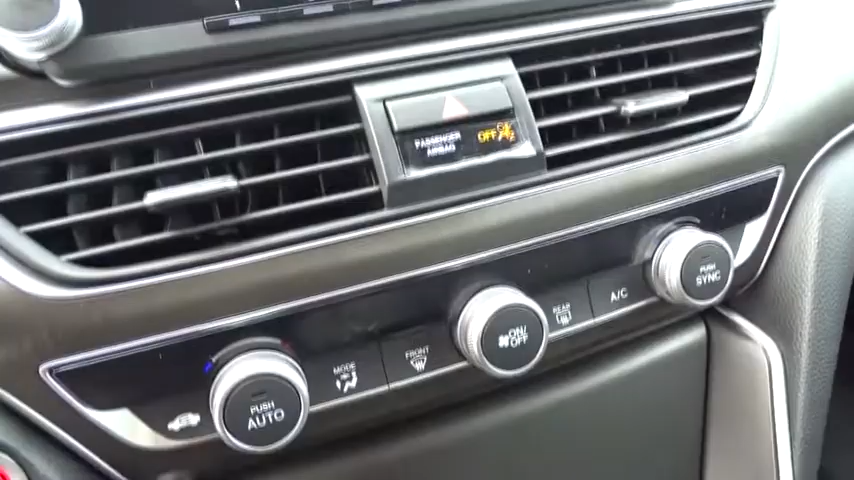 PASSENGER
AIRBAG
OFF
PUSH
SYNC
A/C
REAR
ON/
OFF
FRONT
MODE
PUSH
AUTO